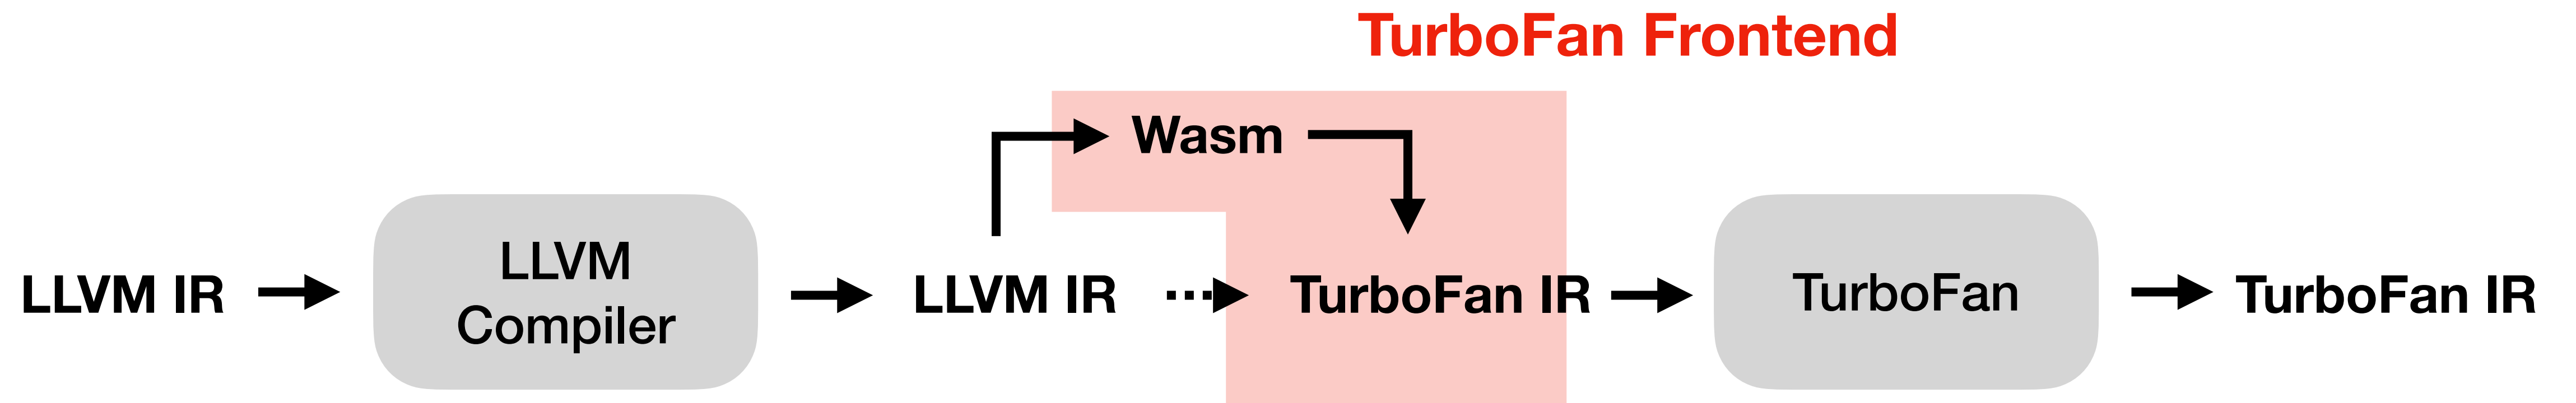 TurboFan Frontend
Wasm
LLVM IR
LLVM
Compiler
LLVM IR
TurboFan IR
TurboFan
TurboFan IR